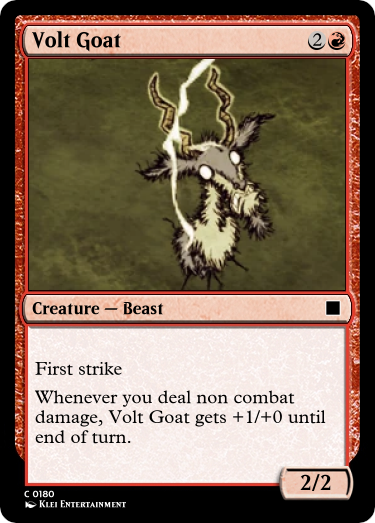 Volt Goat 2
Creature — Beast
First strike
Whenever you deal non combat
damage, Volt Goat gets +1/+0 until
end of turn.
2/2
C 0180
Klei Entertainment